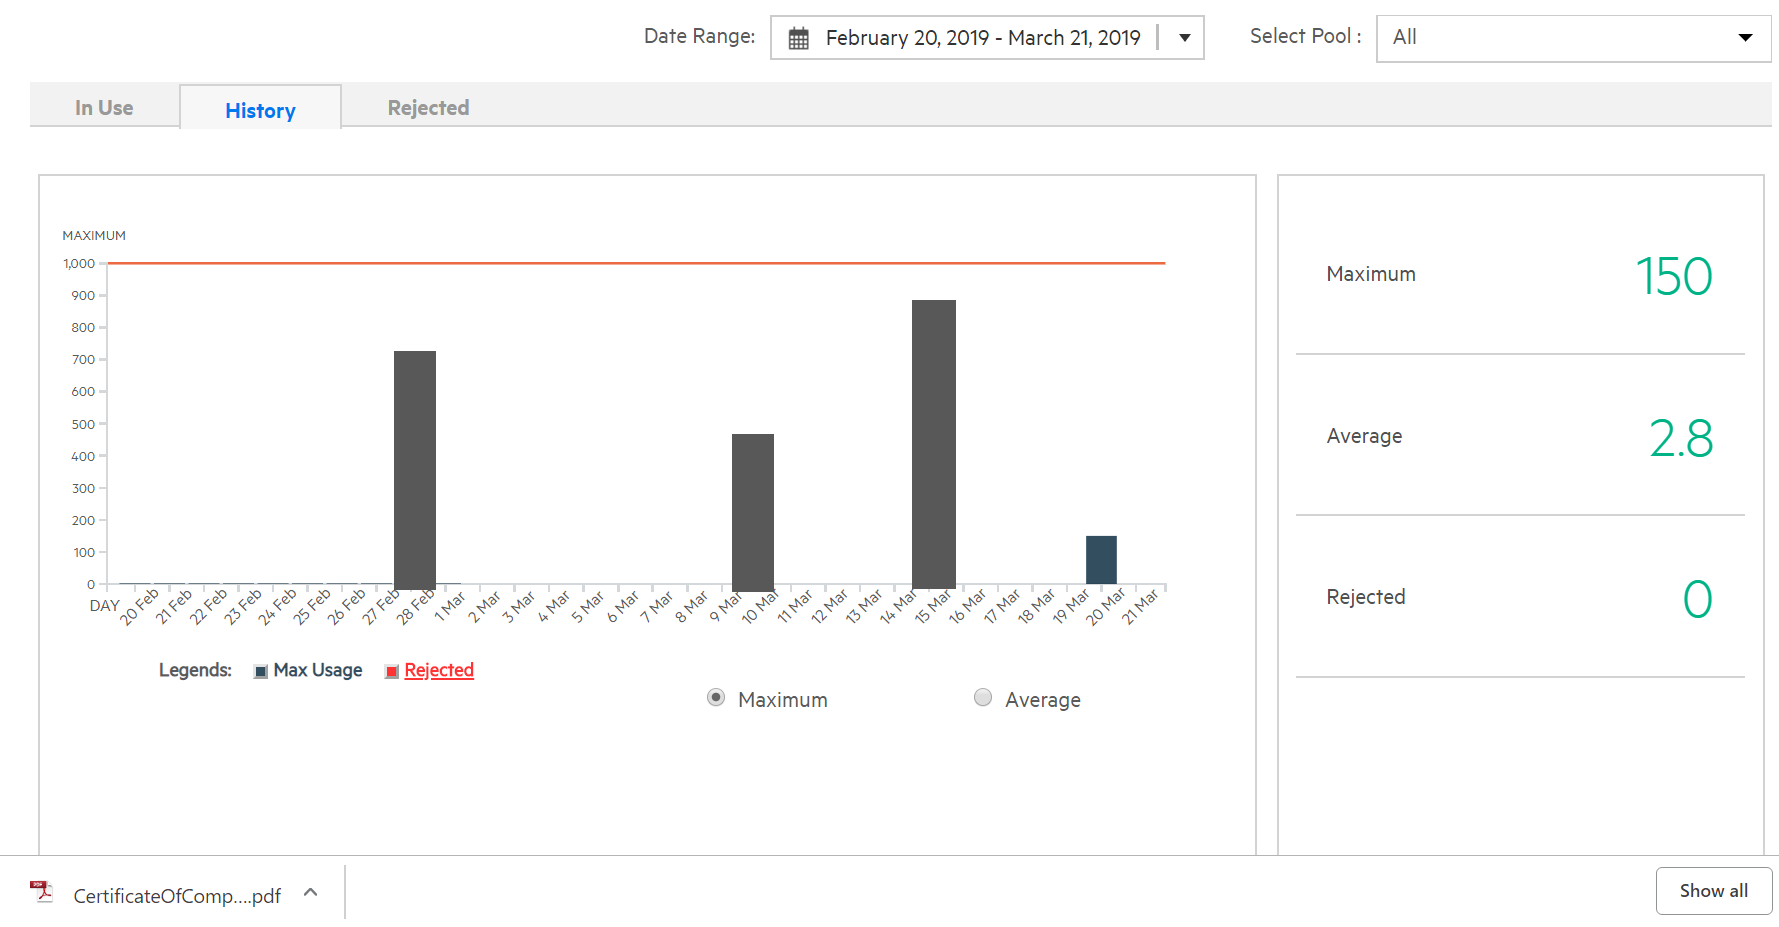 Date Range: February 20, 2019 - March 21, 2019 Select Pool : All
In Use History Rejected
MAXIMUM
1,000
900
800
700
600
500
400
300
200
100
0
DAY 20 Feb 21 Feb 22 Feb 23 Feb 24 Feb 25 Feb 26 Feb 27 Feb 28 Feb 1 Mar 2 Mar 3 Mar 4 Mar 5 Mar 6 Mar 7 Mar 8 Mar 9 Mar 10 Mar 11 Mar 12 Mar 13 Mar 14 Mar 15 Mar 16 Mar 17 Mar 18 Mar 19 Mar 20 Mar 21 Mar
Legends: Max Usage Rejected
Maximum Average
Maximum 150
Average 2.8
Rejected 0
PDF
CertificateOfComp....pdf
Show all